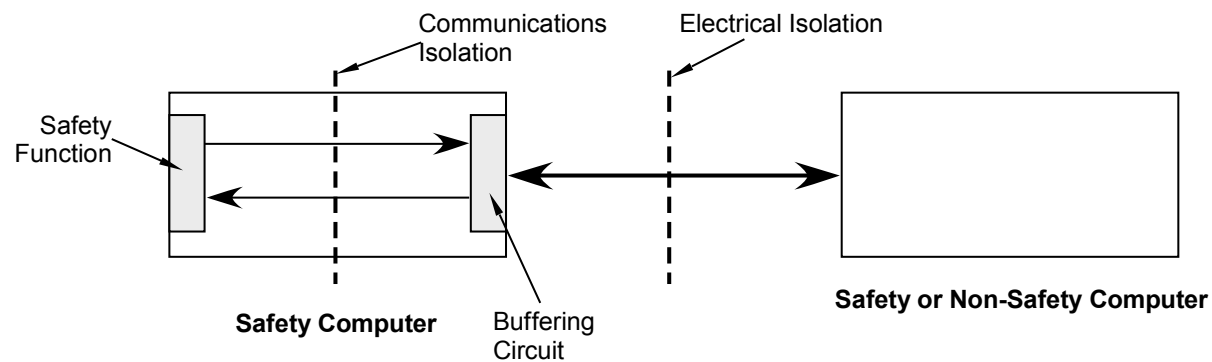 Communications
Isolation
Electrical Isolation
Safety
Function
Safety or Non-Safety Computer
Safety Computer
Buffering
Circuit